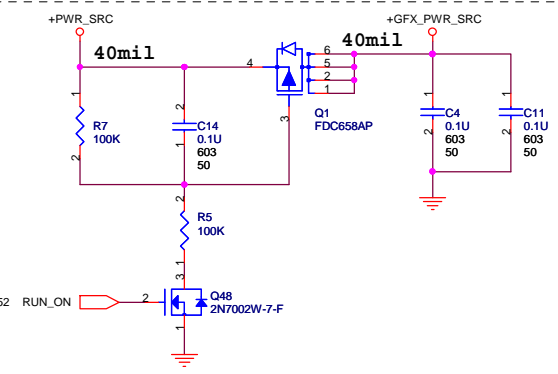 +PWR_SRC
+GFX_PWR_SRC
40mil
40mil
4
6
5
2
1
3
Q1
FDC658AP
1
R7
100K
2
2
C14
0.1U
603
50
1
1
C4
0.1U
603
50
2
1
C11
0.1U
603
50
2
2
R5
100K
1
3
52 RUN_ON
2
Q48
2N7002W-7-F
1